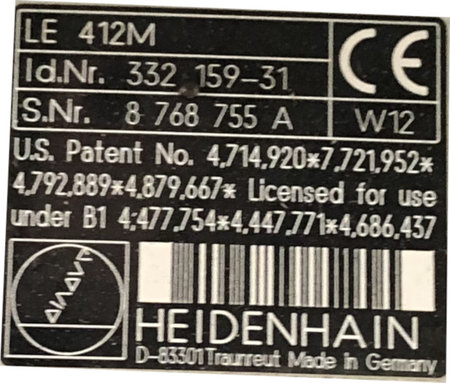 LE 412M
Id.Nr. 332 159-31
S.Nr. 8 768 755 A
CE
W12
U.S. Patent No. 4,714,920*7,721,952*
4,792,889*4,879,667* Licensed for use
under B1 4,477,754*4,447,771*4,686,437
HEIDENHAIN
D-83301 Traunreut Made in Germany